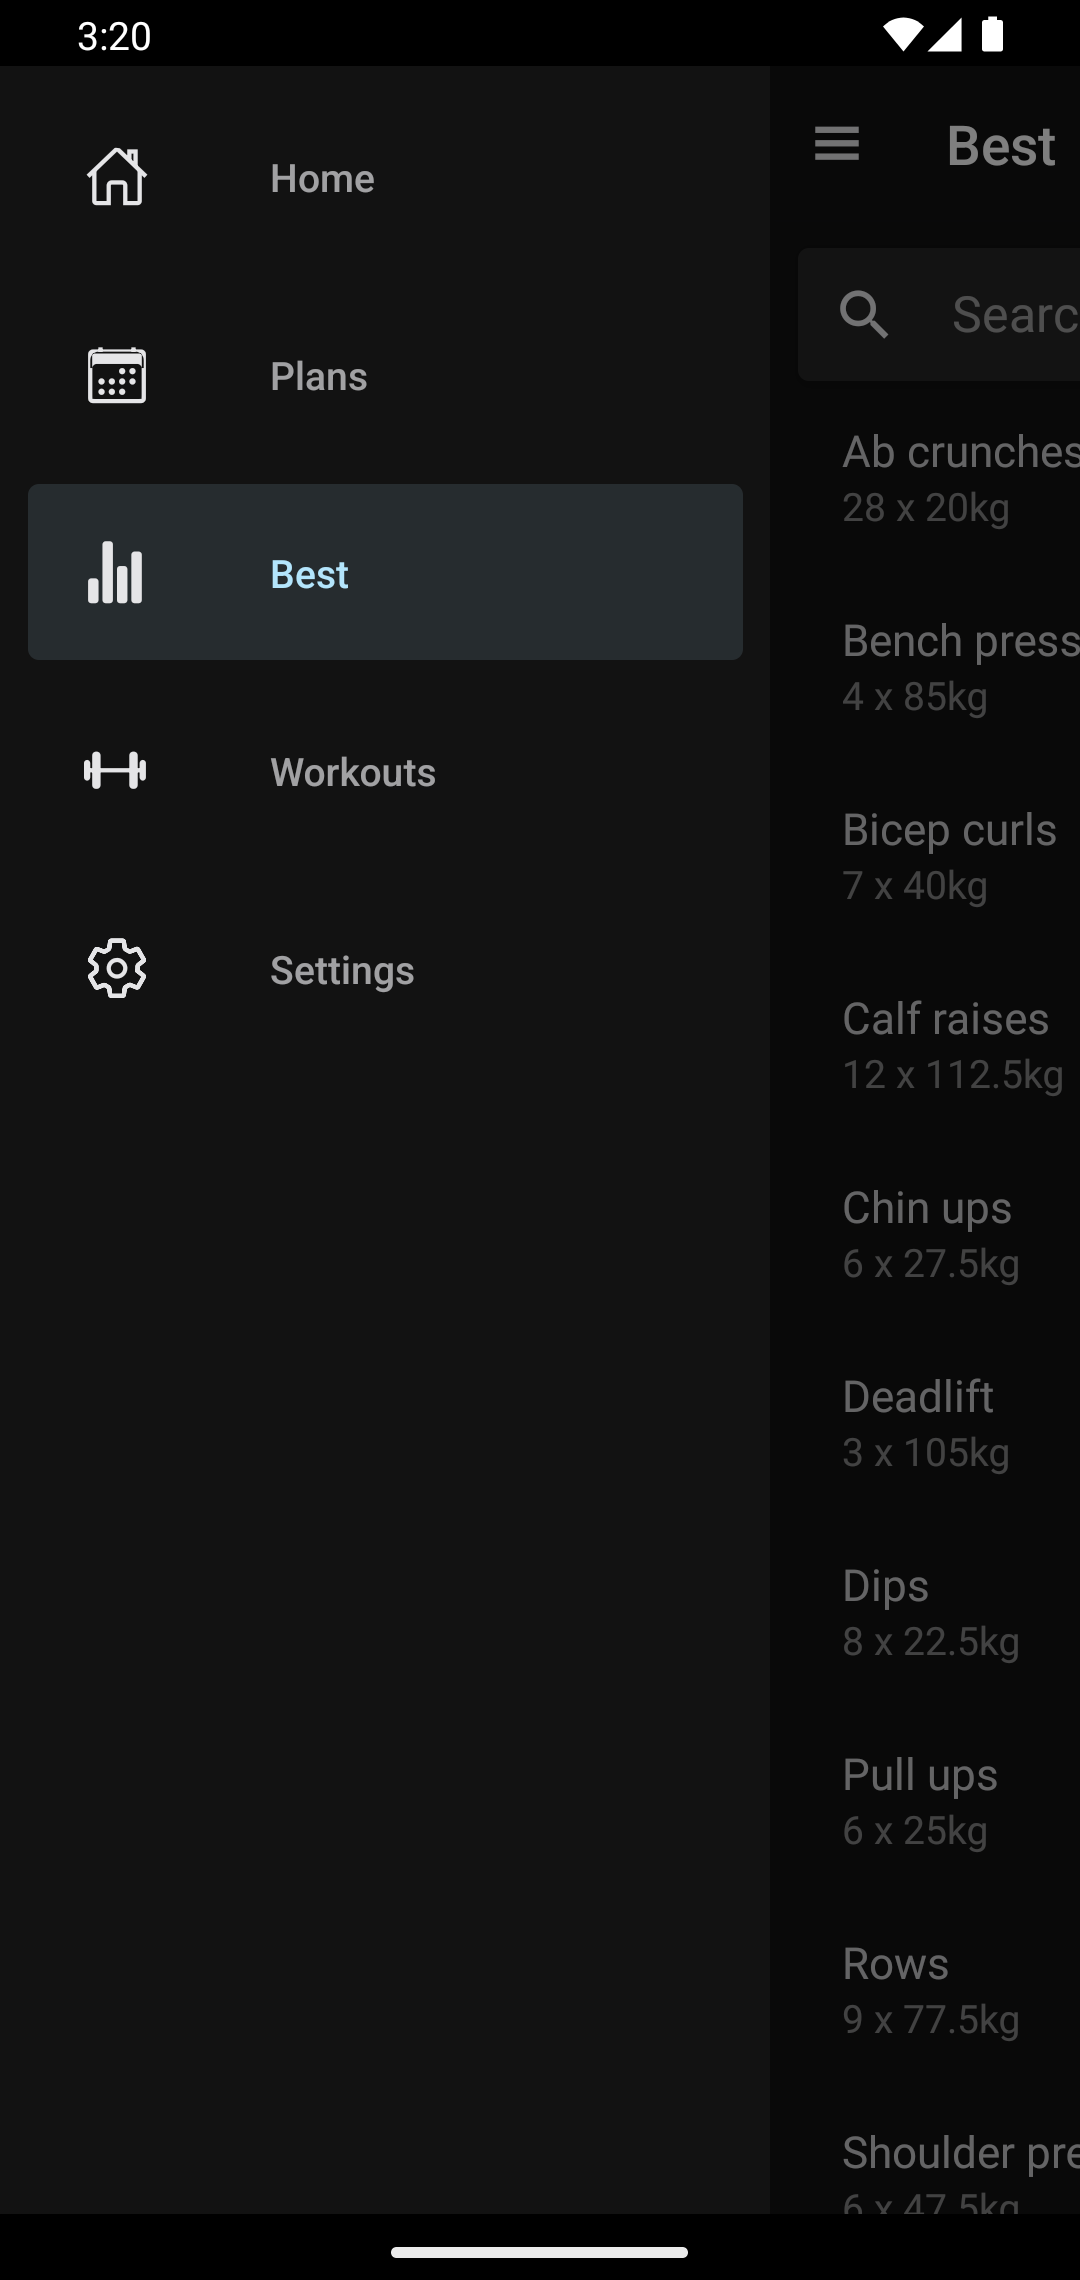 3:20
Home
Plans
Best
Workouts
Settings
Best
Searc
Ab crunches
28 x 20kg
Bench press
4 x 85kg
Bicep curls
7 x 40kg
Calf raises
12 x 112.5kg
Chin ups
6 x 27.5kg
Deadlift
3 x 105kg
Dips
8 x 22.5kg
Pull ups
6 x 25kg
Rows
9 x 77.5kg
Shoulder pre
6 x 47.5kg